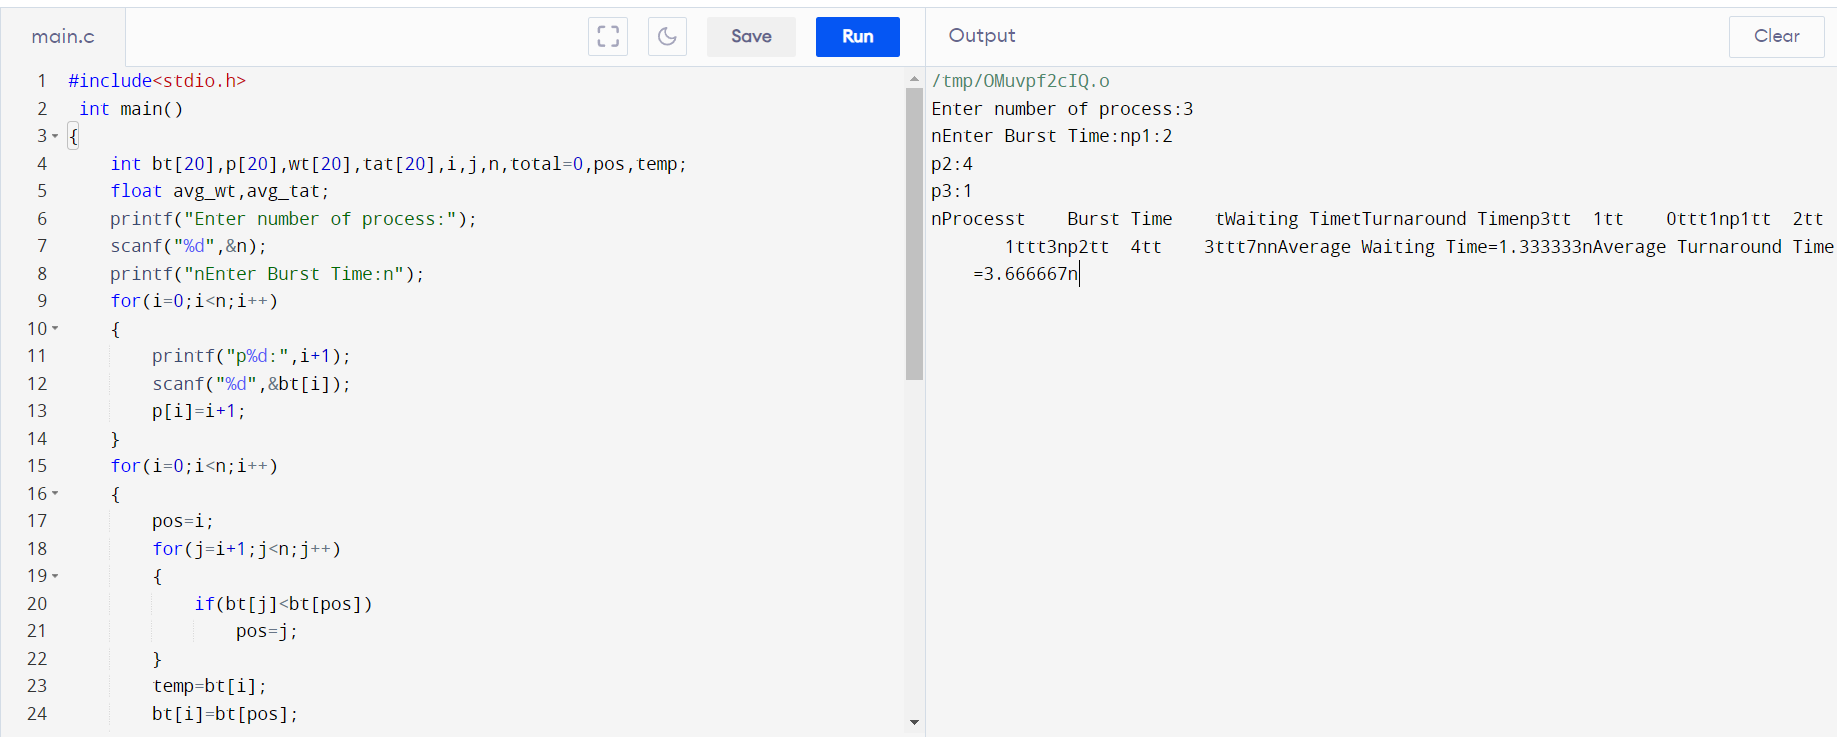 main.c
Save
Run
Output
Clear
1 #include<stdio.h>
2 int main()
3 {
4 int bt[20],p[20],wt[20],tat[20],i,j,n,total=0,pos,temp;
5 float avg_wt,avg_tat;
6 printf("Enter number of process:");
7 scanf("%d",&n);
8 printf("nEnter Burst Time:n");
9 for(i=0;i<n;i++)
10 {
11 printf("p%d:",i+1);
12 scanf("%d",&bt[i]);
13 p[i]=i+1;
14 }
15 for(i=0;i<n;i++)
16 {
17 pos=i;
18 for(j=i+1;j<n;j++)
19 {
20 if(bt[j]<bt[pos])
21 pos=j;
22 }
23 temp=bt[i];
24 bt[i]=bt[pos];
/tmp/OMuvpf2cIQ.o
Enter number of process:3
nEnter Burst Time:np1:2
p2:4
p3:1
nProcesst    Burst Time    tWaiting TimetTurnaround Timenp3tt  1tt    0ttt1np1tt  2tt
1ttt3np2tt  4tt    3ttt7nnAverage Waiting Time=1.333333nAverage Turnaround Time
=3.666667n